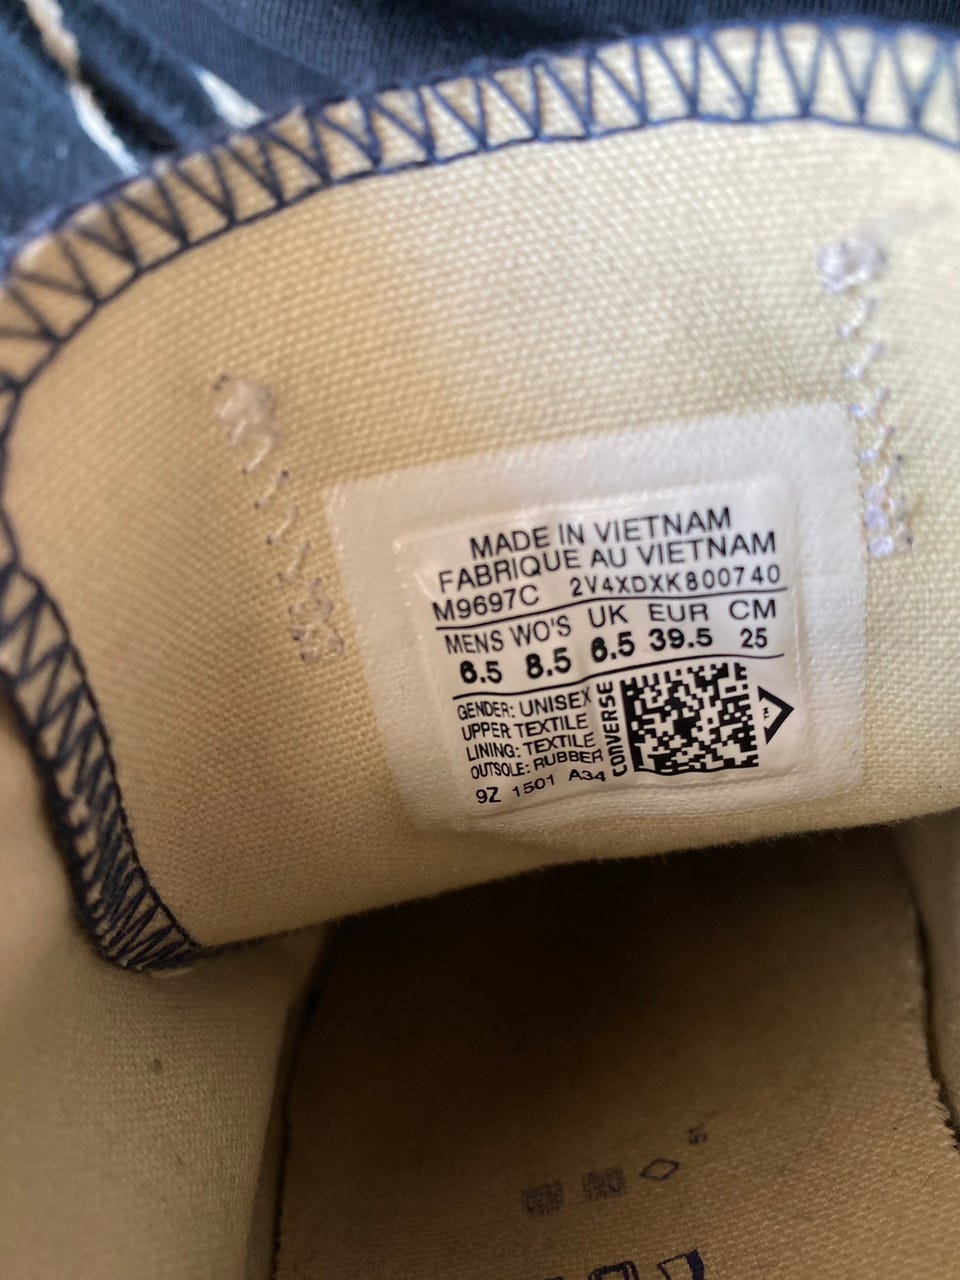 MADE IN VIETNAM
FABRIQUE AU VIETNAM
M9697C 2V4XDXK800740
MENS WO'S UK EUR CM
6.5 8.5 6.5 39.5 25
GENDER: UNISEX
UPPER TEXTILE
LINING: TEXTILE
OUTSOLE: RUBBER
9Z 1501 A34
CONVERSE